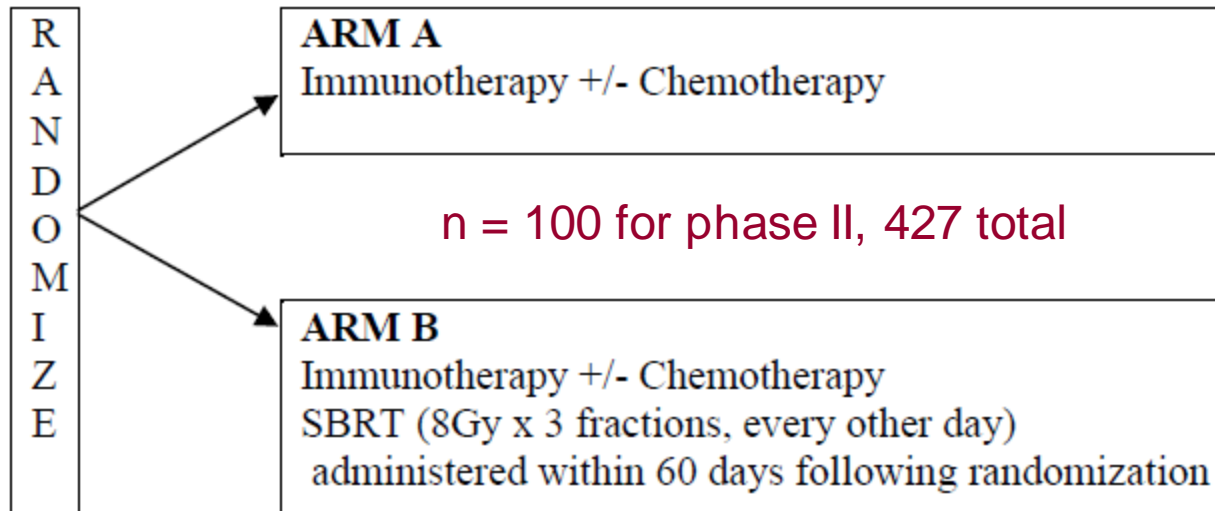 R
A
N
D
O
M
I
Z
E
ARM A
Immunotherapy +/- Chemotherapy
n = 100 for phase II, 427 total
ARM B
Immunotherapy +/- Chemotherapy
SBRT (8Gy x 3 fractions, every other day)
administered within 60 days following randomization